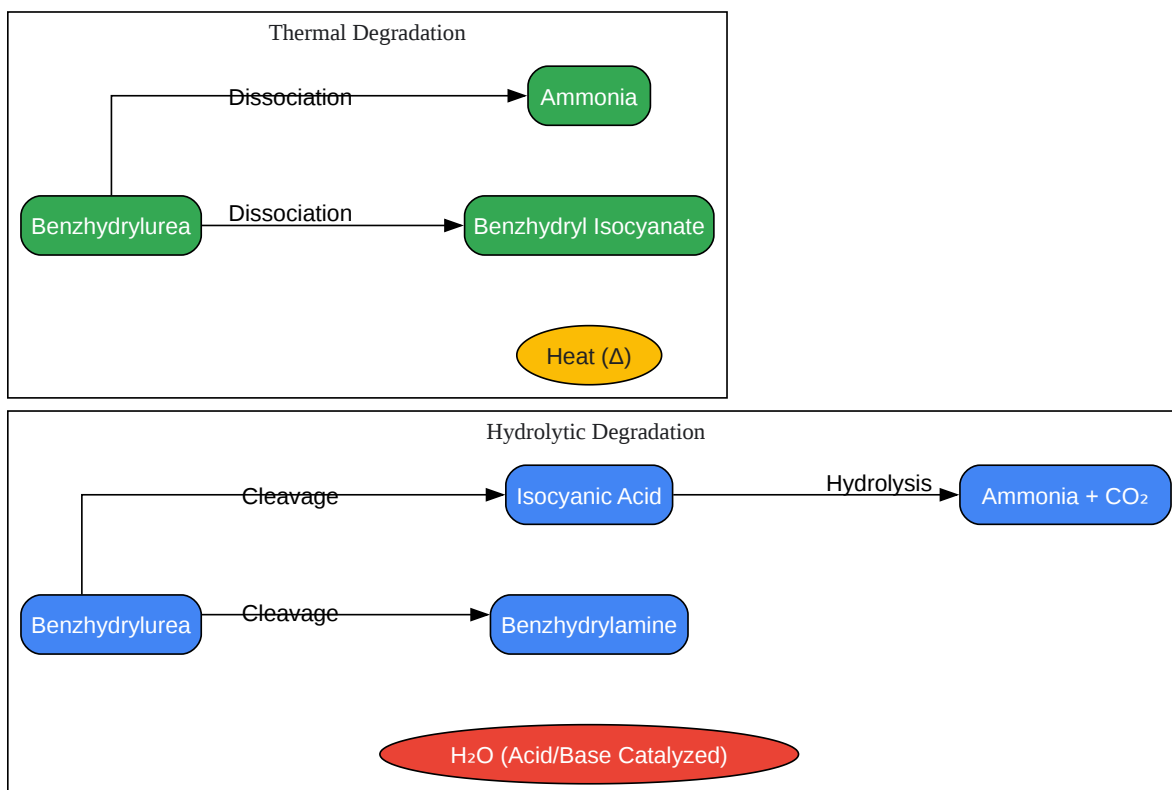 Thermal Degradation
Dissociation
Ammonia
Benzhydrylurea
Dissociation
Benzhydryl Isocyanate
Heat (Δ)
Hydrolytic Degradation
Cleavage
Isocyanic Acid
Hydrolysis
Ammonia + CO₂
Benzhydrylurea
Cleavage
Benzhydrylamine
H₂O (Acid/Base Catalyzed)